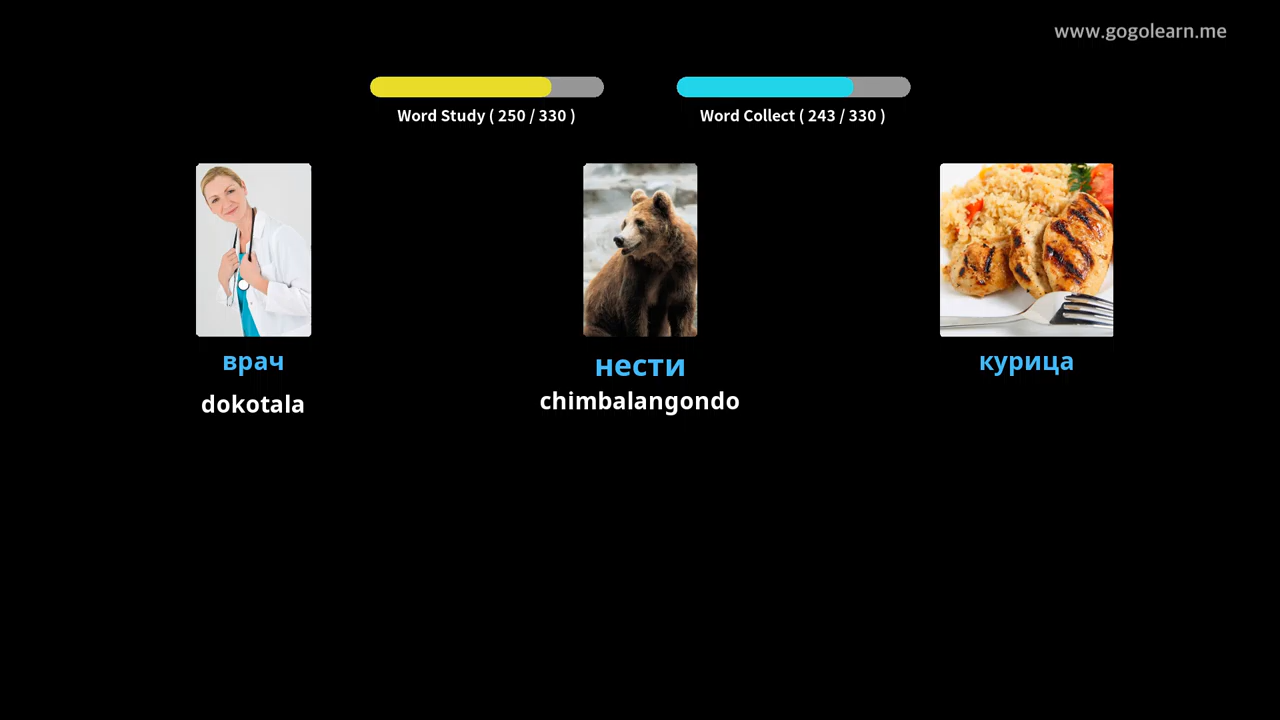 www.gogolearn.me
Word Study ( 250 / 330 )
Word Collect ( 243 / 330 )
врач
нести
курица
dokotala
chimbalangondo